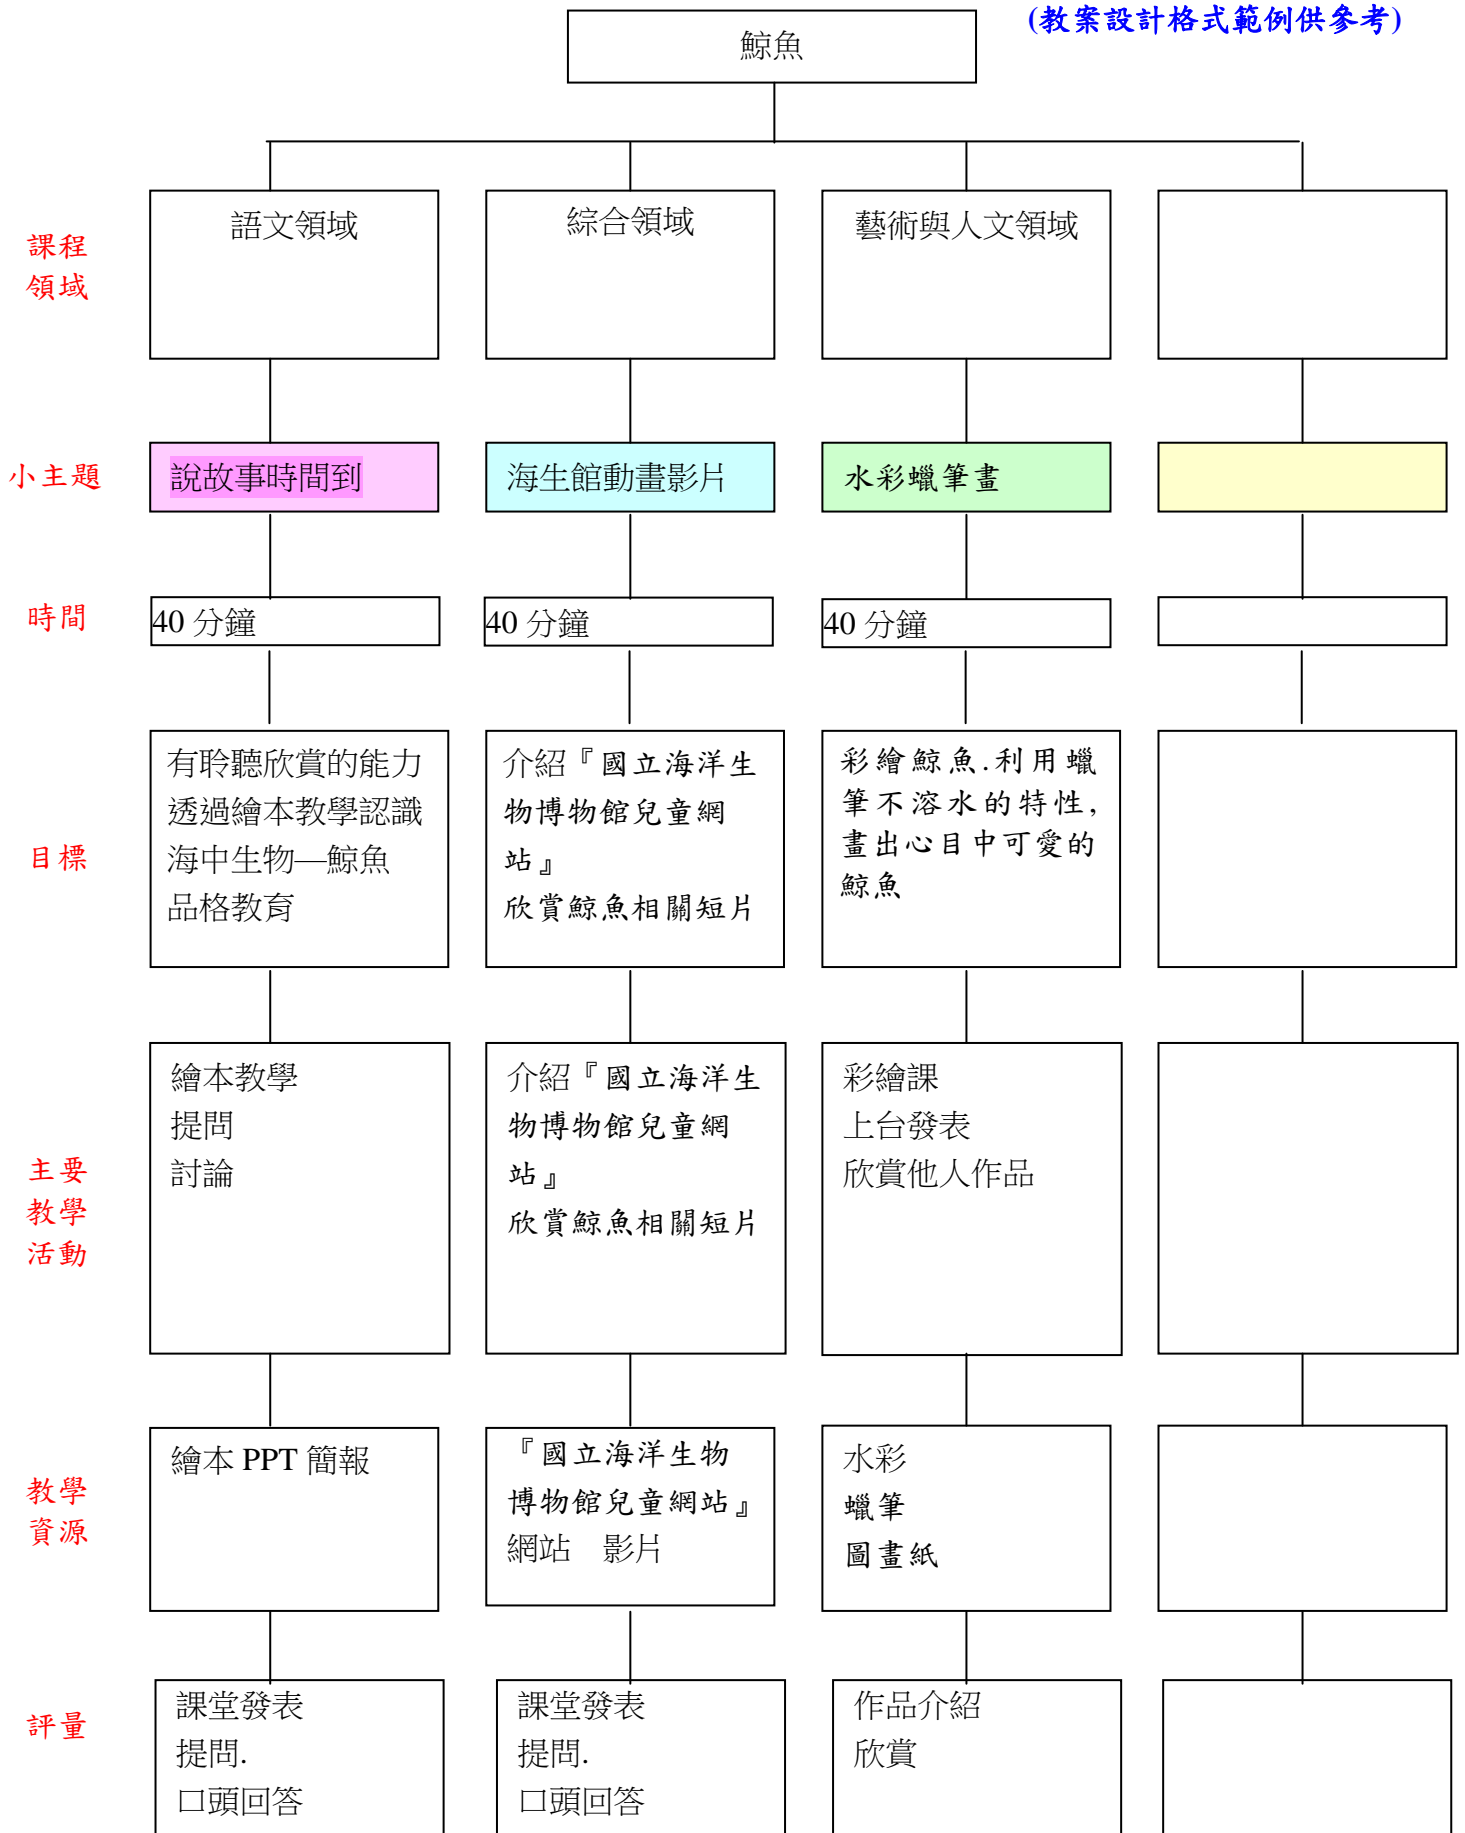 (教案設計格式範例供參考)
鯨魚
課程
領域
語文領域
綜合領域
藝術與人文領域
小主題
說故事時間到
海生館動畫影片
水彩蠟筆畫
時間
40 分鐘
40 分鐘
40 分鐘
目標
有聆聽欣賞的能力
透過繪本教學認識
海中生物—鯨魚
品格教育
介紹『國立海洋生
物博物館兒童網
站』
欣賞鯨魚相關短片
彩繪鯨魚.利用蠟
筆不溶水的特性,
畫出心目中可愛的
鯨魚
主要
教學
活動
繪本教學
提問
討論
介紹『國立海洋生
物博物館兒童網
站』
欣賞鯨魚相關短片
彩繪課
上台發表
欣賞他人作品
教學
資源
繪本 PPT 簡報
『國立海洋生物
博物館兒童網站』
網站　影片
水彩
蠟筆
圖畫紙
評量
課堂發表
提問.
口頭回答
課堂發表
提問.
口頭回答
作品介紹
欣賞